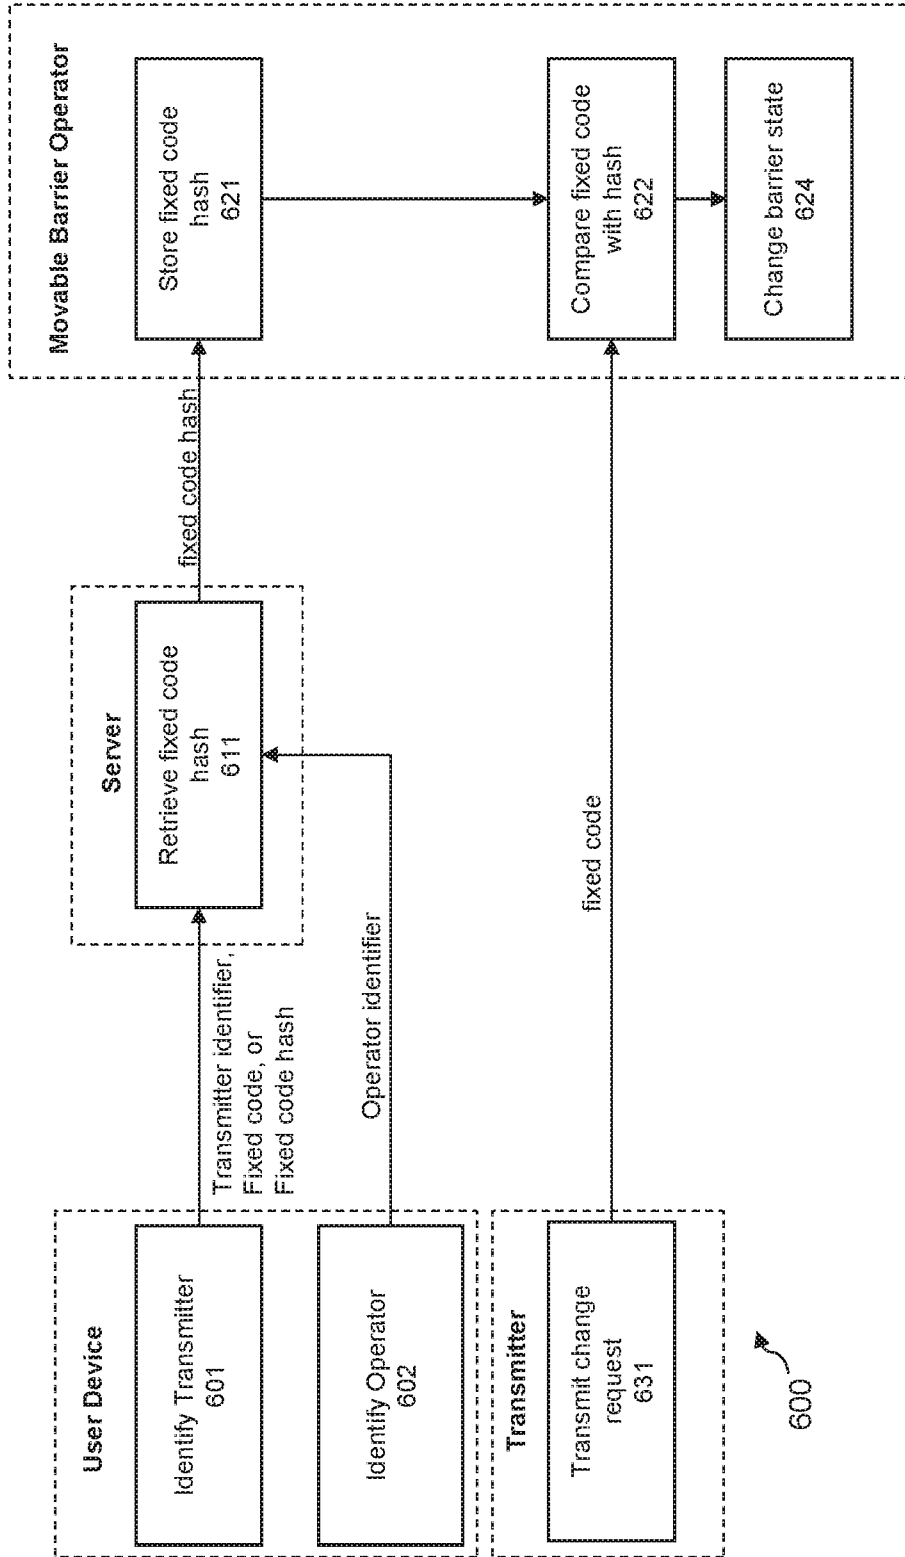 User Device
Identify Transmitter
601
Identify Operator
602
Transmitter identifier,
Fixed code, or
Fixed code hash
Operator identifier
Server
Retrieve fixed code
hash
611
fixed code hash
Movable Barrier Operator
Store fixed code
hash
621
Compare fixed code
with hash
622
Change barrier state
624
Transmitter
Transmit change
request
631
fixed code
600